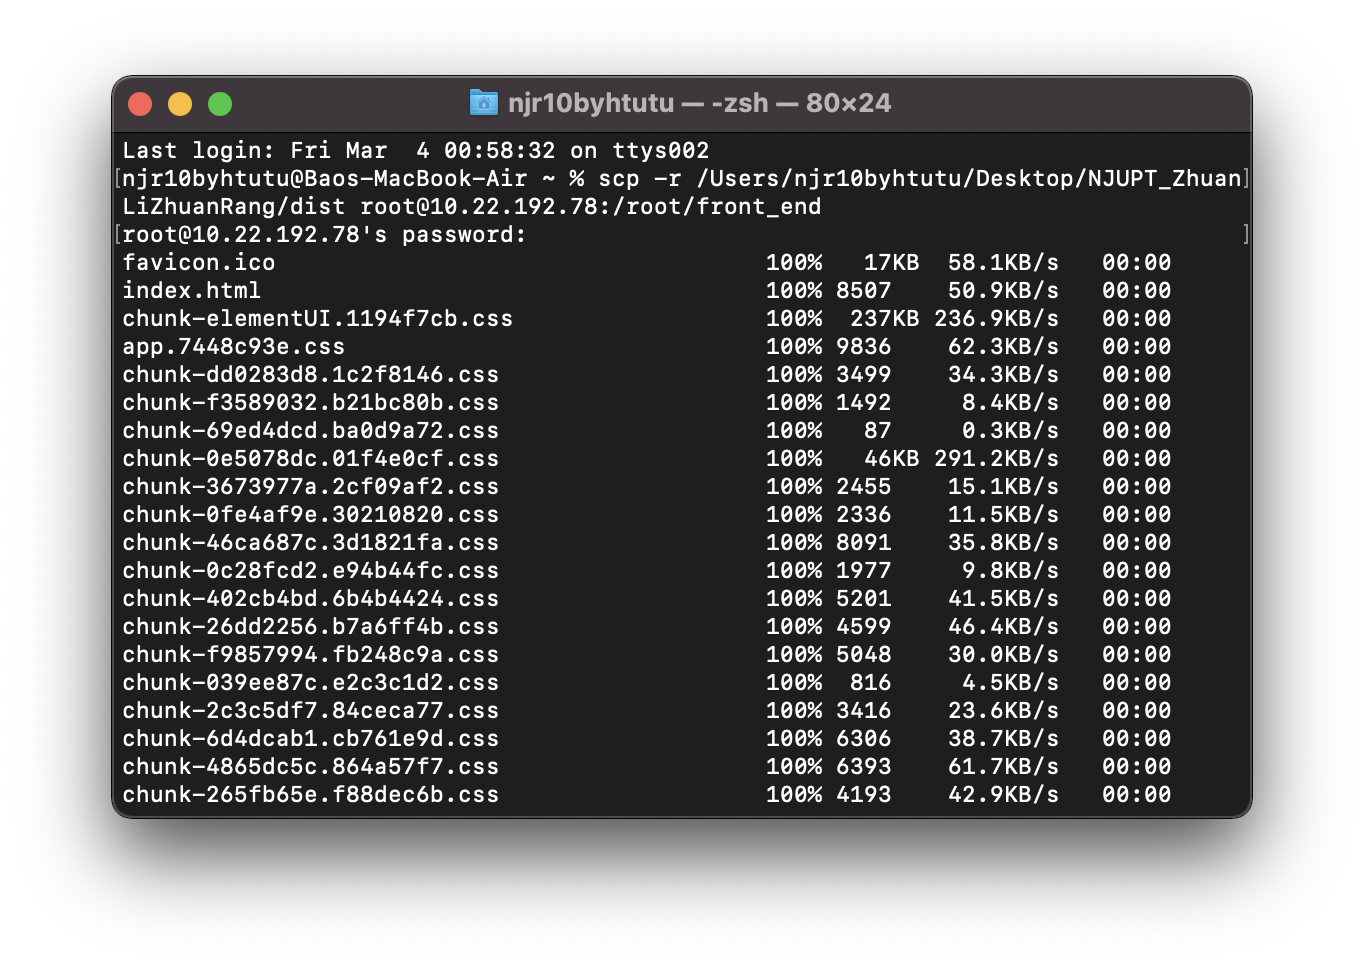 njr10byhtutu — -zsh — 80×24
Last login: Fri Mar  4 00:58:32 on ttys002
[njr10byhtutu@Baos-MacBook-Air ~ % scp -r /Users/njr10byhtutu/Desktop/NJUPT_Zhuan]
LiZhuanRang/dist root@10.22.192.78:/root/front_end
[root@10.22.192.78's password: ]
favicon.ico 100% 17KB 58.1KB/s 00:00
index.html 100% 8507 50.9KB/s 00:00
chunk-elementUI.1194f7cb.css 100% 237KB 236.9KB/s 00:00
app.7448c93e.css 100% 9836 62.3KB/s 00:00
chunk-dd0283d8.1c2f8146.css 100% 3499 34.3KB/s 00:00
chunk-f3589032.b21bc80b.css 100% 1492 8.4KB/s 00:00
chunk-69ed4dcd.ba0d9a72.css 100% 87 0.3KB/s 00:00
chunk-0e5078dc.01f4e0cf.css 100% 46KB 291.2KB/s 00:00
chunk-3673977a.2cf09af2.css 100% 2455 15.1KB/s 00:00
chunk-0fe4af9e.30210820.css 100% 2336 11.5KB/s 00:00
chunk-46ca687c.3d1821fa.css 100% 8091 35.8KB/s 00:00
chunk-0c28fcd2.e94b44fc.css 100% 1977 9.8KB/s 00:00
chunk-402cb4bd.6b4b4424.css 100% 5201 41.5KB/s 00:00
chunk-26dd2256.b7a6ff4b.css 100% 4599 46.4KB/s 00:00
chunk-f9857994.fb248c9a.css 100% 5048 30.0KB/s 00:00
chunk-039ee87c.e2c3c1d2.css 100% 816 4.5KB/s 00:00
chunk-2c3c5df7.84ceca77.css 100% 3416 23.6KB/s 00:00
chunk-6d4dcab1.cb761e9d.css 100% 6306 38.7KB/s 00:00
chunk-4865dc5c.864a57f7.css 100% 6393 61.7KB/s 00:00
chunk-265fb65e.f88dec6b.css 100% 4193 42.9KB/s 00:00